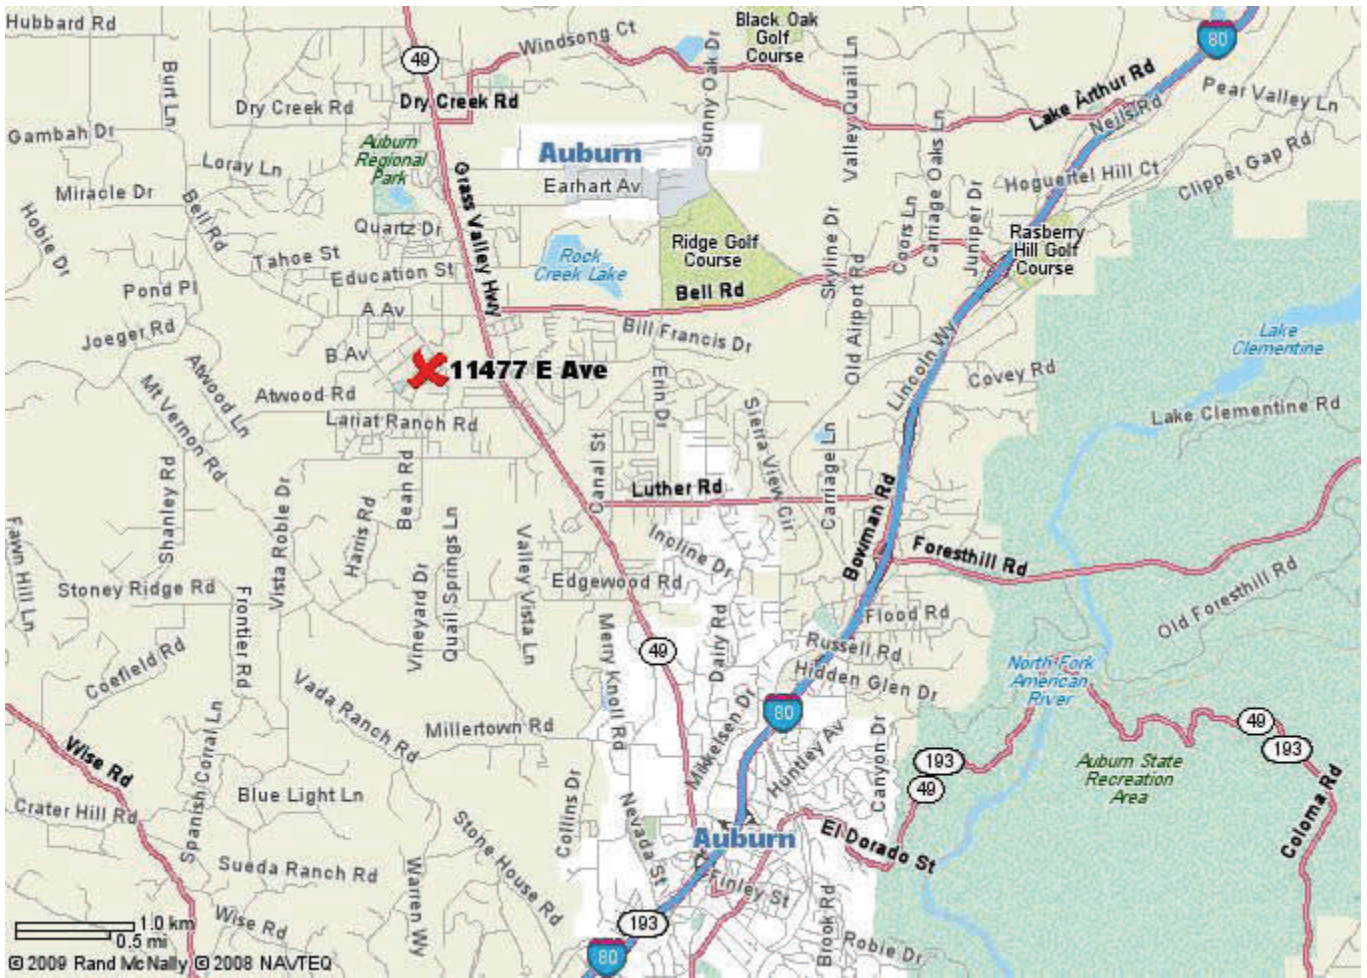 Hubbard Rd
Black Oak
Golf
Course
80
Windsong Ct
49
Burt Ln
Sunny Oak Dr
Valley Quail Ln
Lake Arthur Rd
Neils Rd
Pear Valley Ln
Dry Creek Rd
Dry Creek Rd
Gambah Dr
Auburn
Regional
Park
Auburn
Loray Ln
Carriage Oaks Ln
Clipper Gap Rd
Hoguertel Hill Ct
Miracle Dr
Earhart Av
Grass Valley Hwy
Hobie Dr
Bell Rd
Quartz Dr
Ridge Golf
Course
Skyline Dr
Coors Ln
Juniper Dr
Rasberry
Hill Golf
Course
Tahoe St
Rock
Creek Lake
Education St
Pond Pl
Bell Rd
Old Airport Rd
A Av
Bill Francis Dr
Joeger Rd
Lake
Clementine
B Av
Lincoln Wy
11477 E Ave
Atwood Ln
Erin Dr
Covey Rd
Mt Vernon Rd
Atwood Rd
Sierra View Cir
Lake Clementine Rd
Lariat Ranch Rd
Canal St
Carriage Ln
Shanley Rd
Bean Rd
Luther Rd
Bowman Rd
Vista Roble Dr
Harris Rd
Fawn Hill Ln
Quail Springs Ln
Valley Vista Ln
Incline Dr
Foresthill Rd
Stoney Ridge Rd
Edgewood Rd
Old Foresthill Rd
Frontier Rd
Vineyard Dr
Merry Knoll Rd
Dairy Rd
Flood Rd
Russell Rd
49
Coefield Rd
Hidden Glen Dr
North Fork
American
River
Vada Ranch Rd
80
Mikkelsen Dr
Millertown Rd
Huntley Av
Canyon Dr
49
193
Wise Rd
Spanish Corral Ln
193
Auburn State
Recreation
Area
49
Blue Light Ln
Crater Hill Rd
Collins Dr
Nevada St
Coloma Rd
Stone House Rd
Auburn
El Dorado St
Sueda Ranch Rd
Finley St
Warren Wy
Brook Rd
Wise Rd
193
1.0 km
0.5 mi
Robie Dr
80
© 2009 Rand McNally © 2008 NAVTEQ